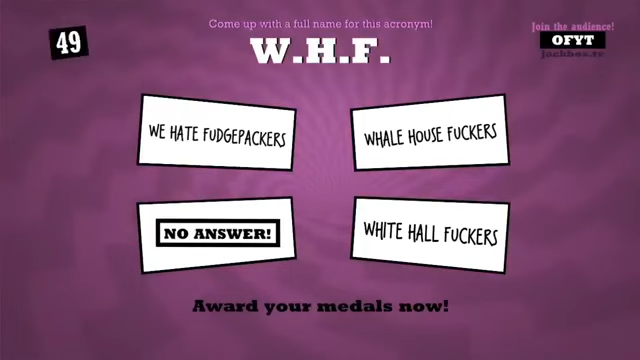 Come up with a full name for this acronym!
W.H.F.
49
Join the audience!
OFYT
jackbox.tv
WE HATE FUDGEPACKERS
WHALE HOUSE FUCKERS
NO ANSWER!
WHITE HALL FUCKERS
Award your medals now!